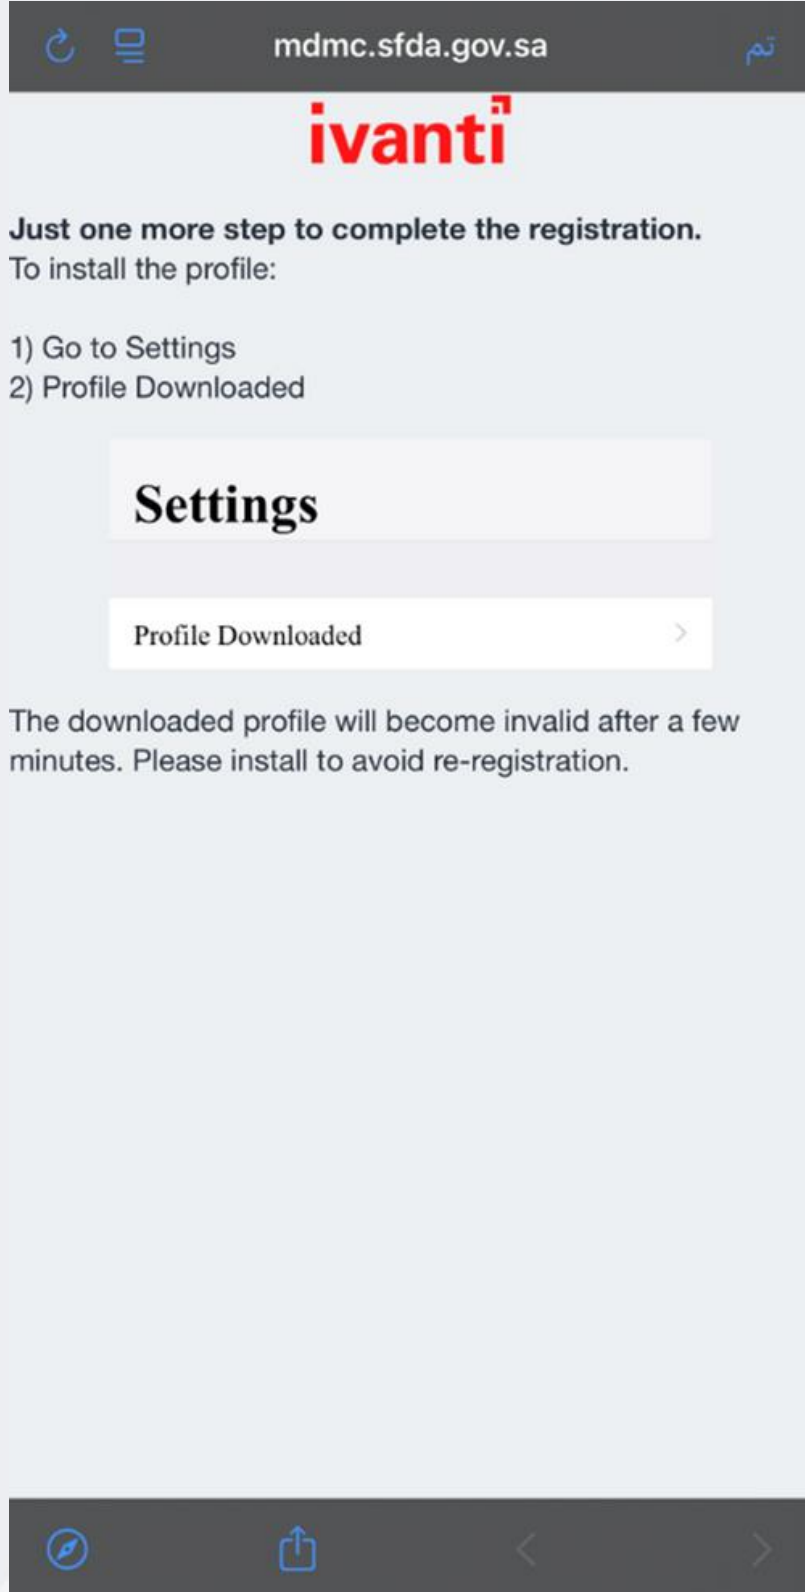 mdmc.sfda.gov.sa
تم
ivanti
Just one more step to complete the registration.
To install the profile:
1) Go to Settings
2) Profile Downloaded
Settings
Profile Downloaded
The downloaded profile will become invalid after a few
minutes. Please install to avoid re-registration.